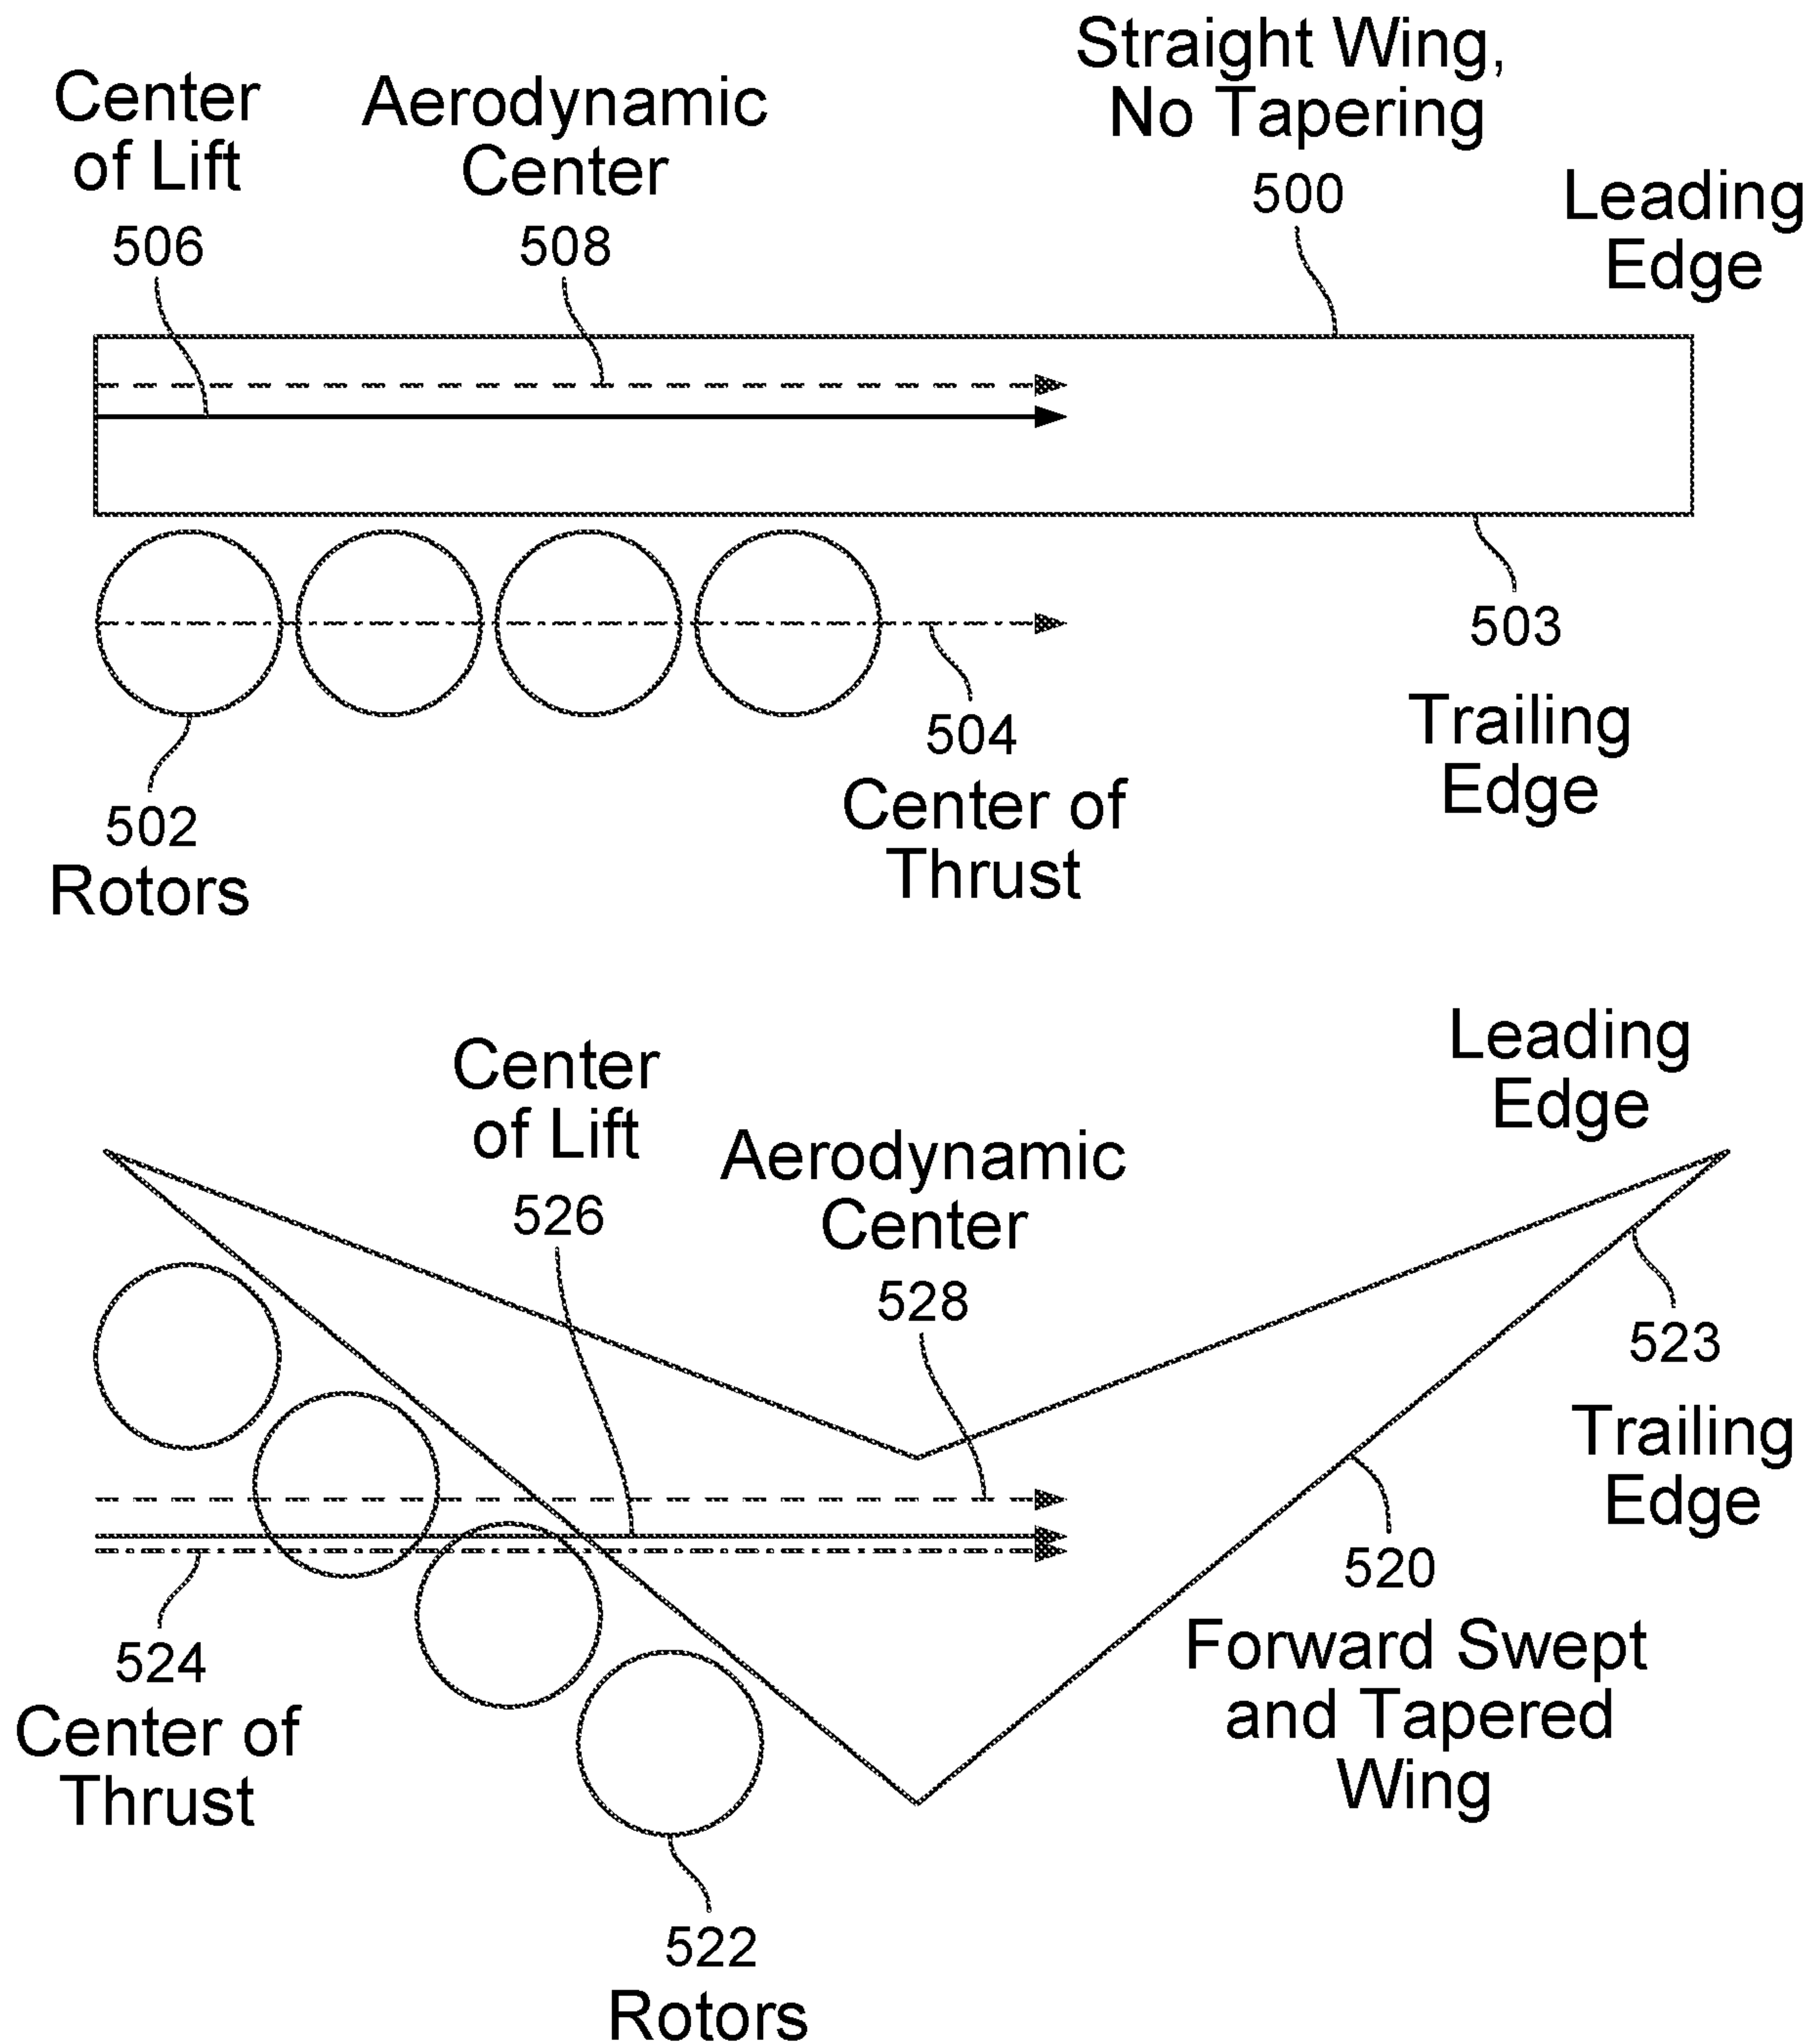 Straight Wing,
No Tapering
500
Center
of Lift
506
Aerodynamic
Center
508
Leading
Edge
503
Trailing
Edge
504
Center of
Thrust
502
Rotors
Leading
Edge
Center
of Lift
526
Aerodynamic
Center
528
523
Trailing
Edge
520
Forward Swept
and Tapered
Wing
524
Center of
Thrust
522
Rotors